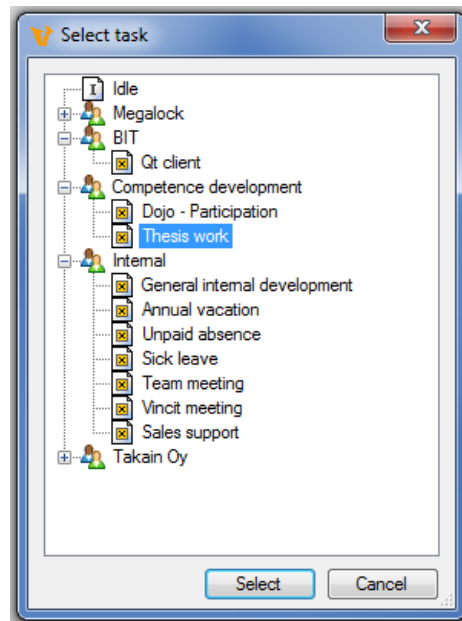 Select task
Idle
Megalock
BIT
Qt client
Competence development
Dojo - Participation
Thesis work
Internal
General internal development
Annual vacation
Unpaid absence
Sick leave
Team meeting
Vincit meeting
Sales support
Takain Oy
Select Cancel